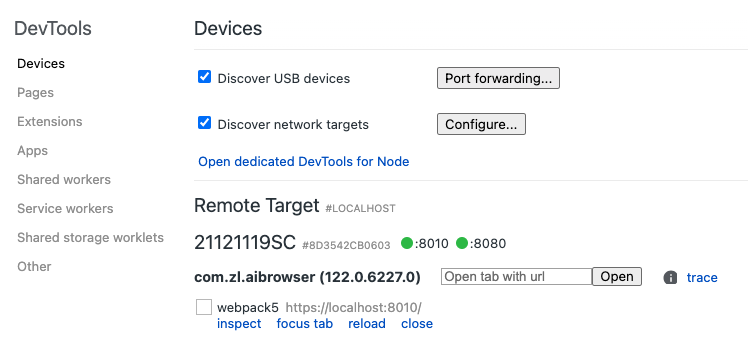 DevTools
Devices
Pages
Extensions
Apps
Shared workers
Service workers
Shared storage worklets
Other
Devices
Discover USB devices
Port forwarding...
Discover network targets
Configure...
Open dedicated DevTools for Node
Remote Target #LOCALHOST
21121119SC #8D3542CB0603 :8010 :8080
com.zl.aibrowser (122.0.6227.0) Open tab with url Open trace
webpack5 https://localhost:8010/
inspect focus tab reload close